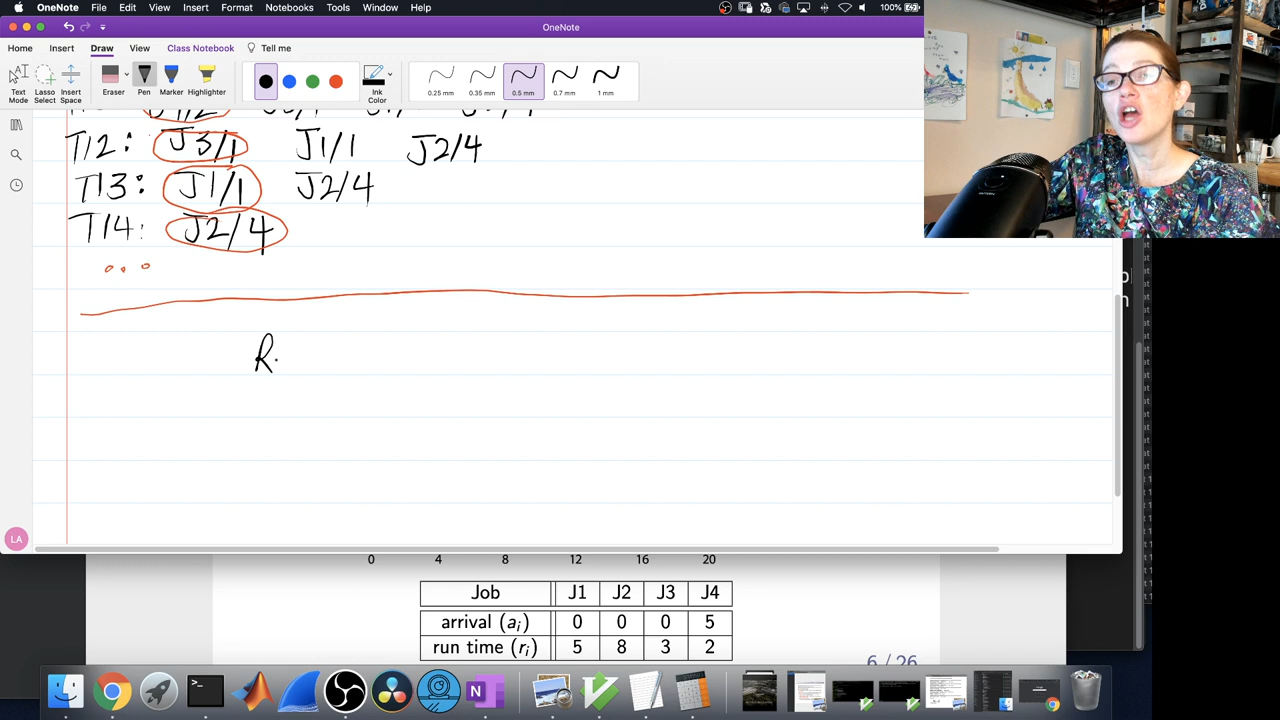 OneNote File Edit View Insert Format Notebooks Tools Window Help 100%
OneNote
Home Insert Draw View Class Notebook Tell me
Text Mode Lasso Select Insert Space Eraser Pen Marker Highlighter Ink Color 0.25 mm 0.35 mm 0.5 mm 0.7 mm 1 mm
T12: J3/1 J1/1 J2/4
T13: J1/1 J2/4
T14: J2/4
R
LA
0 4 8 12 16 20
Job J1 J2 J3 J4
arrival (aᵢ) 0 0 0 5
run time (rᵢ) 5 8 3 2
6 / 26